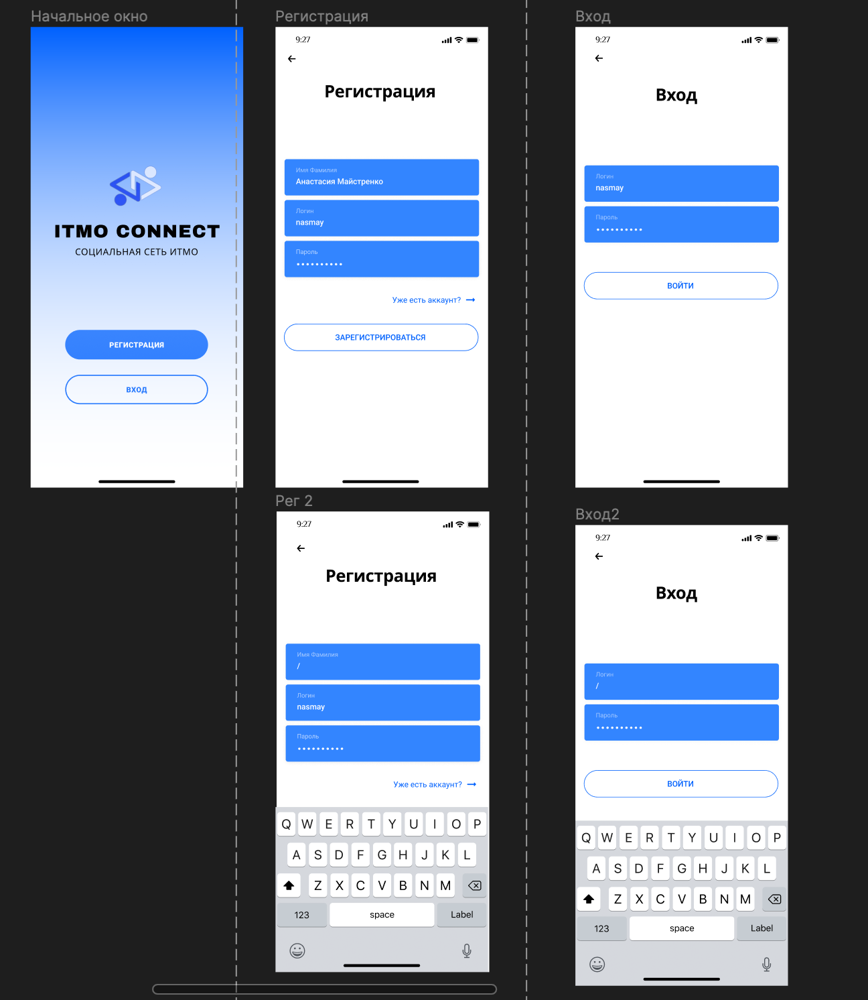 Начальное окно
ITMO CONNECT
СОЦИАЛЬНАЯ СЕТЬ ИТМО
РЕГИСТРАЦИЯ
ВХОД
Регистрация
9:27
Регистрация
Имя Фамилия
Анастасия Майстренко
Логин
nasmay
Пароль
••••••••••
Уже есть аккаунт? →
ЗАРЕГИСТРИРОВАТЬСЯ
Вход
9:27
Вход
Логин
nasmay
Пароль
••••••••••
ВОЙТИ
Рег 2
9:27
Регистрация
Имя Фамилия
/
Логин
nasmay
Пароль
••••••••••
Уже есть аккаунт? →
Q W E R T Y U I O P
A S D F G H J K L
Z X C V B N M
123 space Label
Вход2
9:27
Вход
Логин
/
Пароль
••••••••••
ВОЙТИ
Q W E R T Y U I O P
A S D F G H J K L
Z X C V B N M
123 space Label